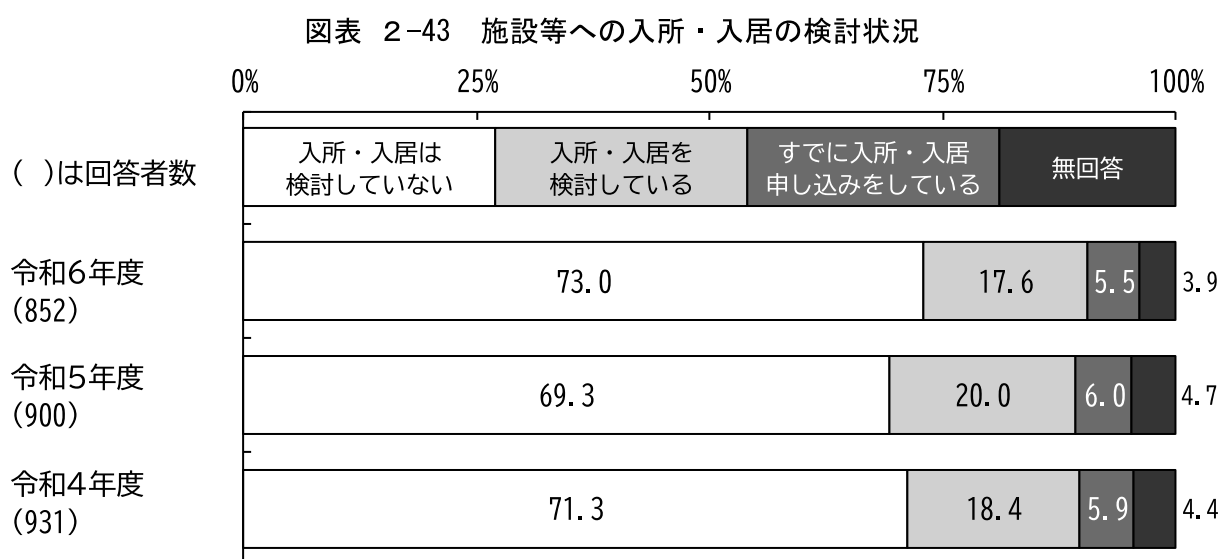 図表 2-43 施設等への入所・入居の検討状況
0% 25% 50% 75% 100%
( )は回答者数
入所・入居は
検討していない
入所・入居を
検討している
すでに入所・入居
申し込みをしている
無回答
令和6年度
(852)
73.0 17.6 5.5 3.9
令和5年度
(900)
69.3 20.0 6.0 4.7
令和4年度
(931)
71.3 18.4 5.9 4.4